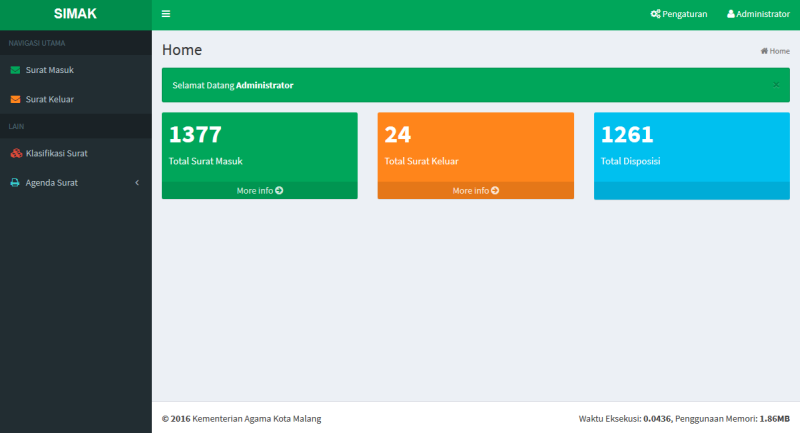 SIMAK
Pengaturan
Administrator
NAVIGASI UTAMA
Surat Masuk
Surat Keluar
LAIN
Klasifikasi Surat
Agenda Surat
Home
Home
Selamat Datang Administrator
×
1377
Total Surat Masuk
More info
24
Total Surat Keluar
More info
1261
Total Disposisi
© 2016 Kementerian Agama Kota Malang
Waktu Eksekusi: 0.0436, Penggunaan Memori: 1.86MB